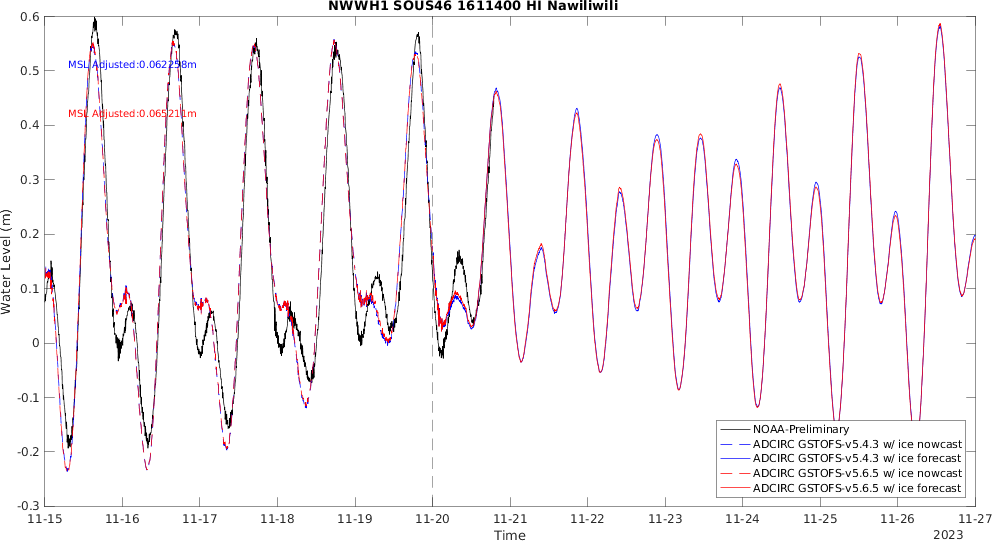 NWWH1 SOUS46 1611400 HI Nawiliwili
0.6
0.5
0.4
0.3
0.2
0.1
0
-0.1
-0.2
-0.3
Water Level (m)
MSL Adjusted:0.062258m
MSL Adjusted:0.065211m
NOAA-Preliminary
ADCIRC GSTOFS-v5.4.3 w/ ice nowcast
ADCIRC GSTOFS-v5.4.3 w/ ice forecast
ADCIRC GSTOFS-v5.6.5 w/ ice nowcast
ADCIRC GSTOFS-v5.6.5 w/ ice forecast
11-15 11-16 11-17 11-18 11-19 11-20 11-21 11-22 11-23 11-24 11-25 11-26 11-27
Time
2023